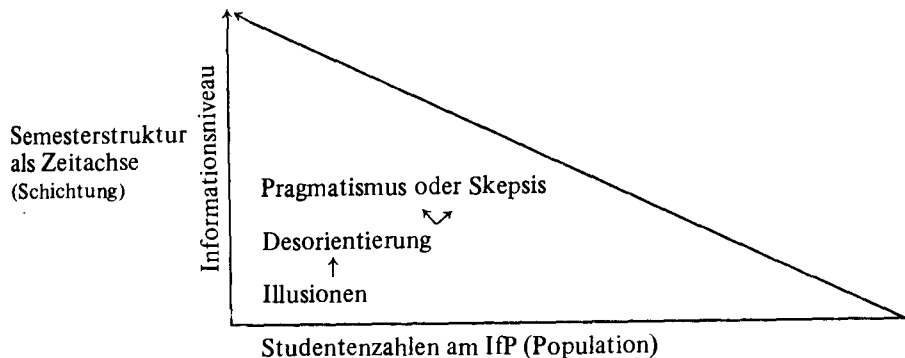 Semesterstruktur
als Zeitachse
(Schichtung)
Informationsniveau
Pragmatismus oder Skepsis
Desorientierung
Illusionen
Studentenzahlen am IfP (Population)